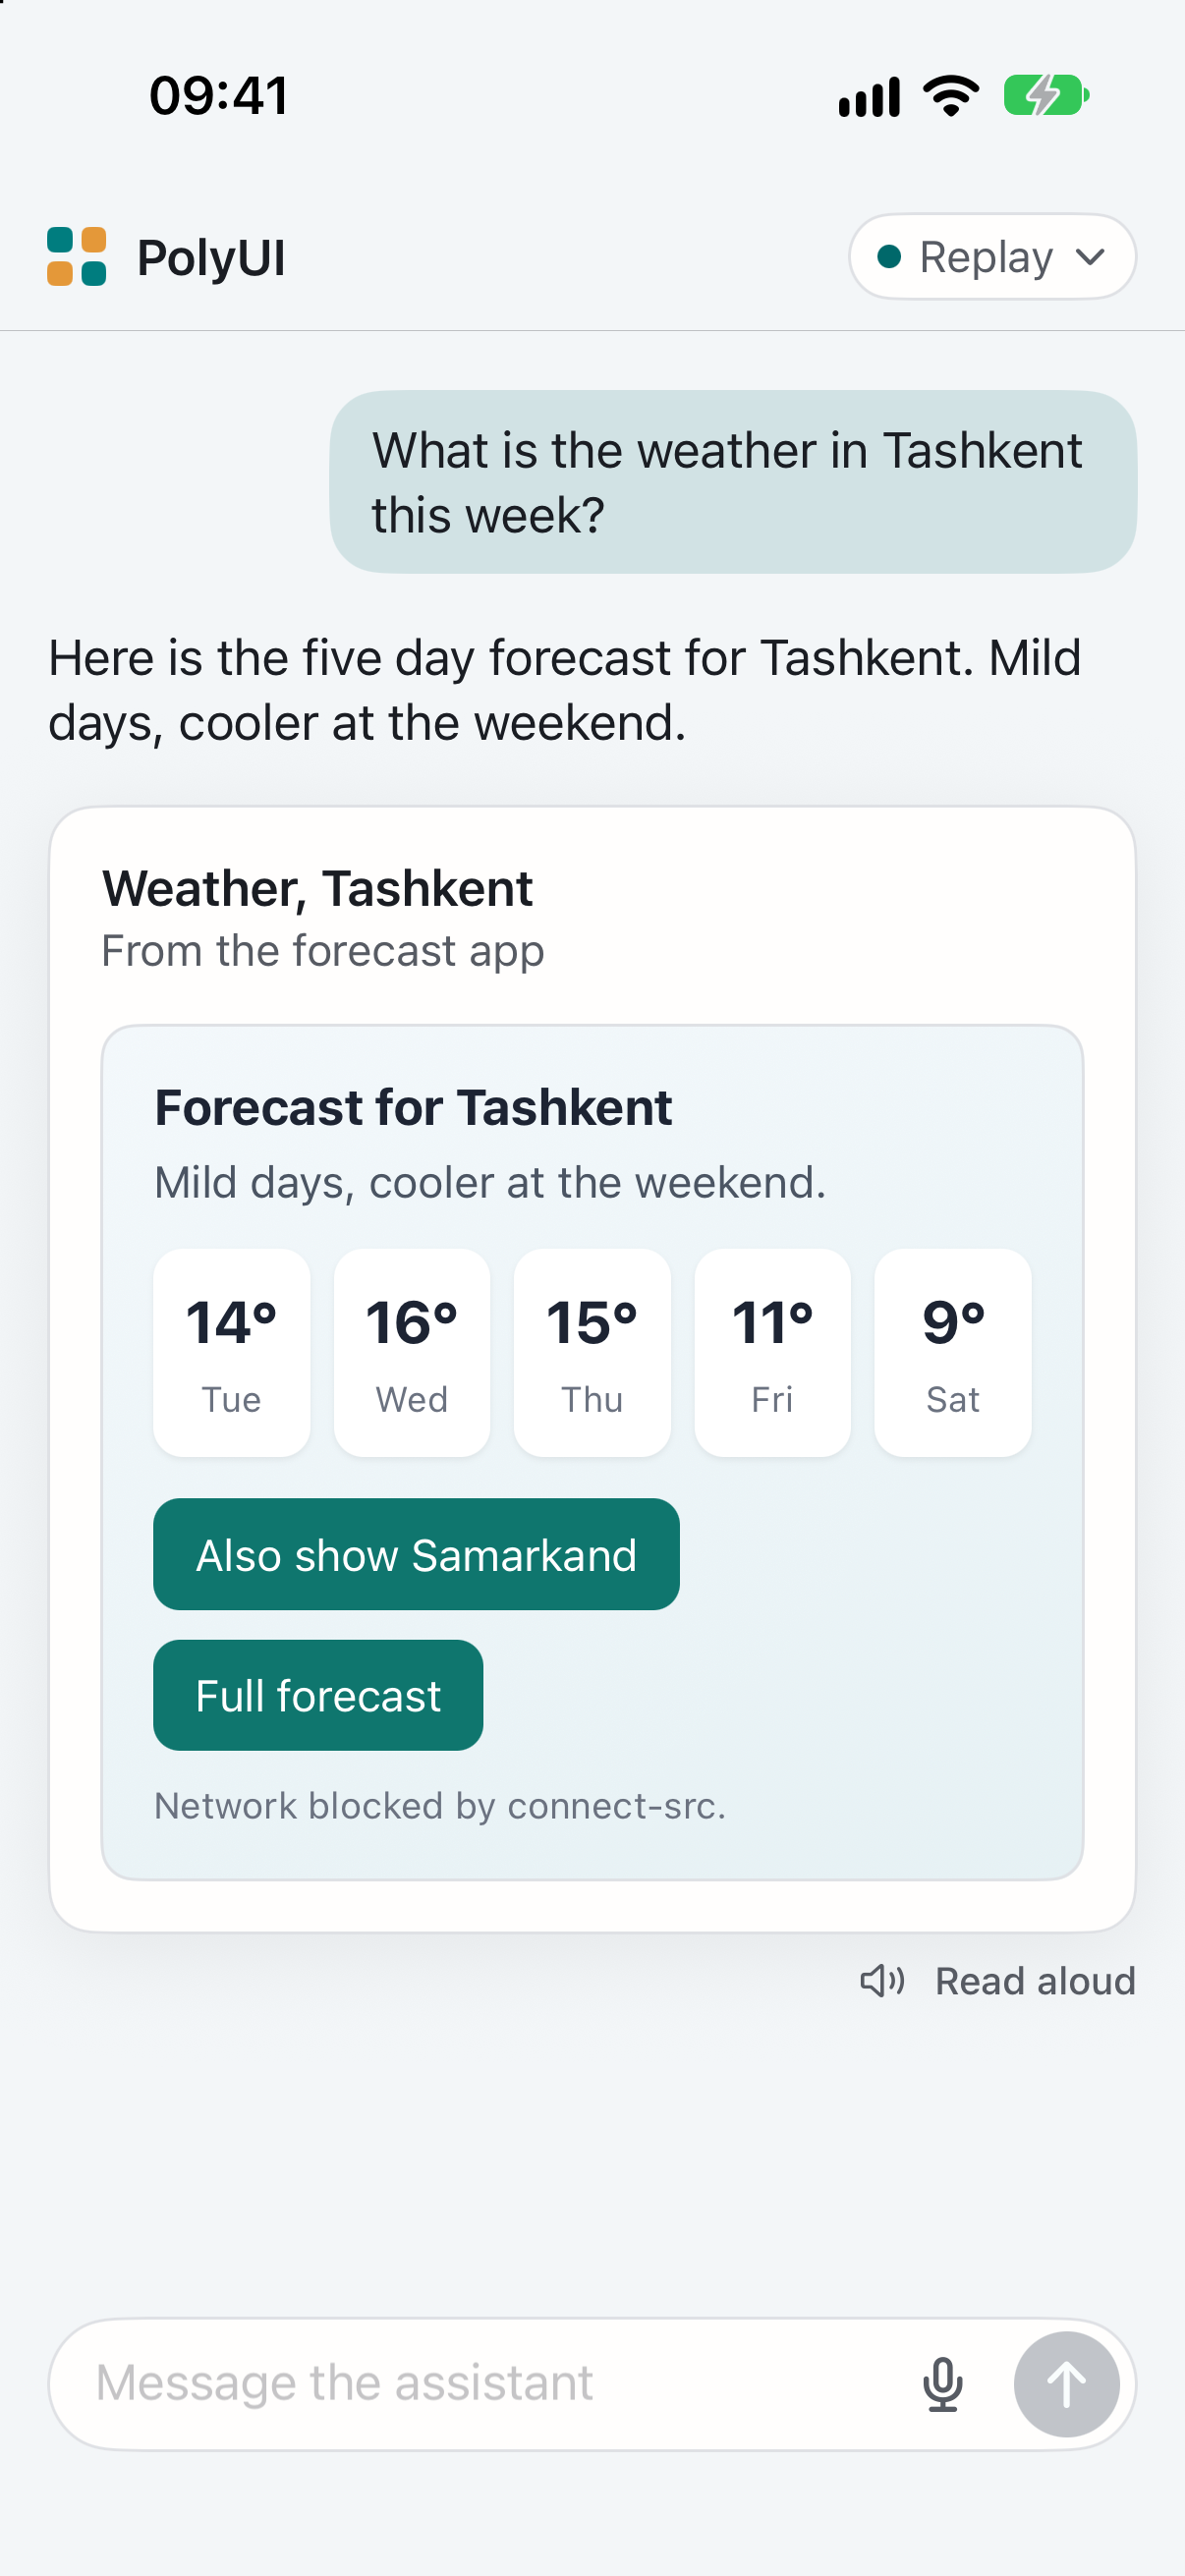 09:41
PolyUI
Replay
What is the weather in Tashkent
this week?
Here is the five day forecast for Tashkent. Mild
days, cooler at the weekend.
Weather, Tashkent
From the forecast app
Forecast for Tashkent
Mild days, cooler at the weekend.
14° 16° 15° 11° 9°
Tue Wed Thu Fri Sat
Also show Samarkand
Full forecast
Network blocked by connect-src.
Read aloud
Message the assistant